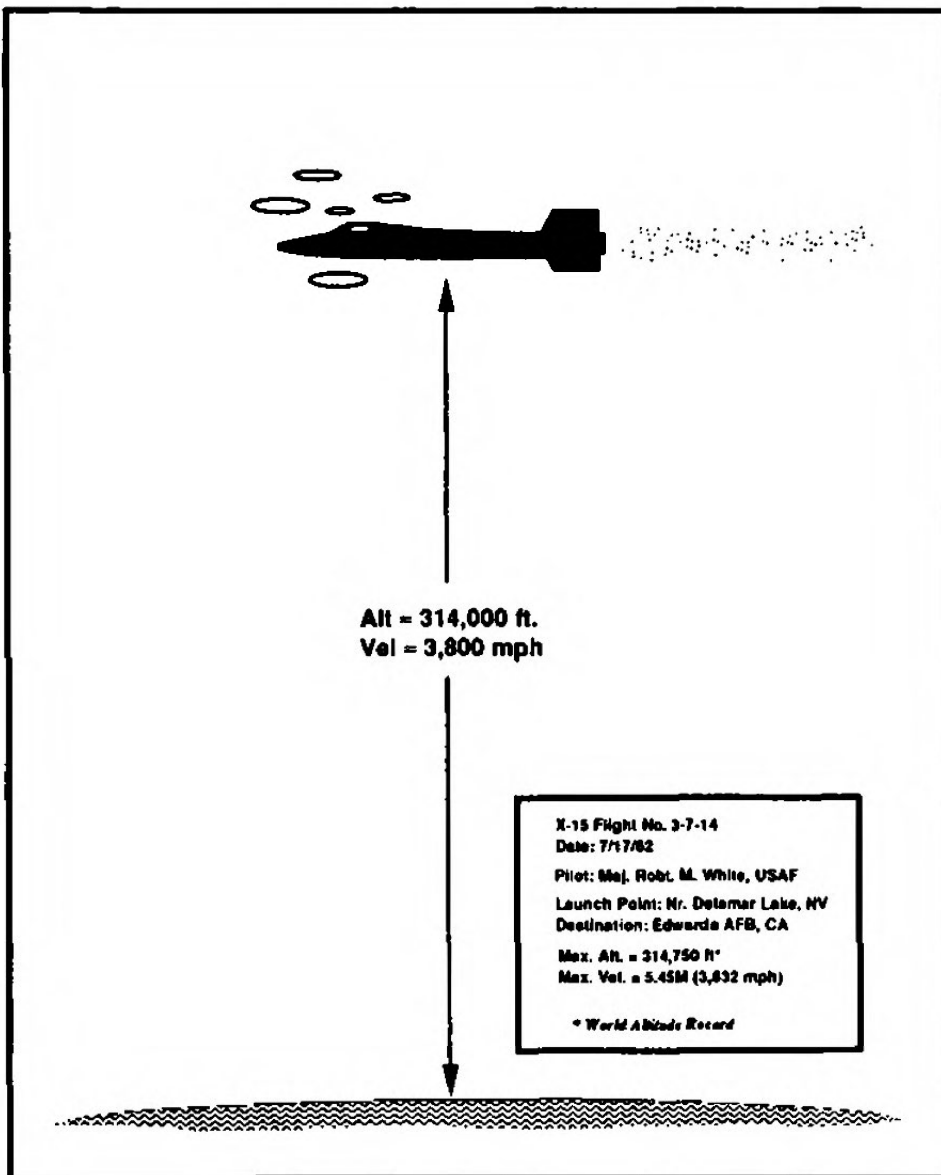 Alt = 314,000 ft.
Vel = 3,800 mph
X-15 Flight No. 3-7-14
Date: 7/17/62
Pilot: Maj. Robt. M. White, USAF
Launch Point: Nr. Delamar Lake, NV
Destination: Edwards AFB, CA
Max. Alt. = 314,750 ft*
Max. Vel. = 5.45M (3,832 mph)
* World Altitude Record